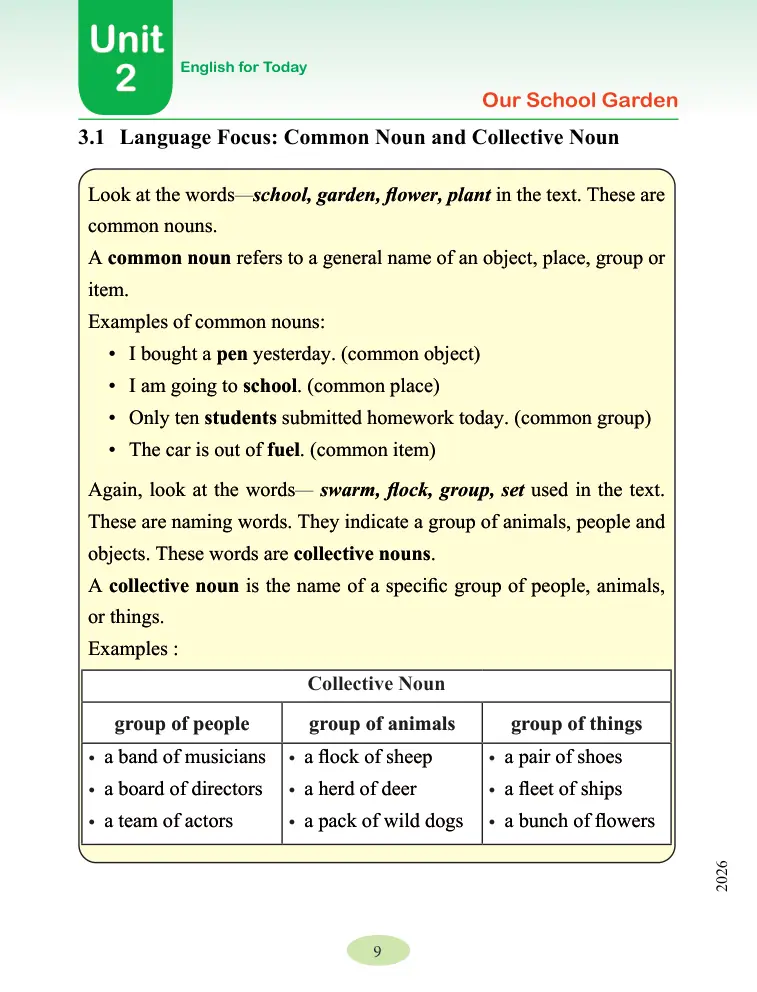 Unit
2
English for Today
Our School Garden
3.1 Language Focus: Common Noun and Collective Noun
Look at the words—school, garden, flower, plant in the text. These are
common nouns.
A common noun refers to a general name of an object, place, group or
item.
Examples of common nouns:
• I bought a pen yesterday. (common object)
• I am going to school. (common place)
• Only ten students submitted homework today. (common group)
• The car is out of fuel. (common item)
Again, look at the words— swarm, flock, group, set used in the text.
These are naming words. They indicate a group of animals, people and
objects. These words are collective nouns.
A collective noun is the name of a specific group of people, animals,
or things.
Examples :
Collective Noun
group of people group of animals group of things
• a band of musicians • a flock of sheep • a pair of shoes
• a board of directors • a herd of deer • a fleet of ships
• a team of actors • a pack of wild dogs • a bunch of flowers
2026
9